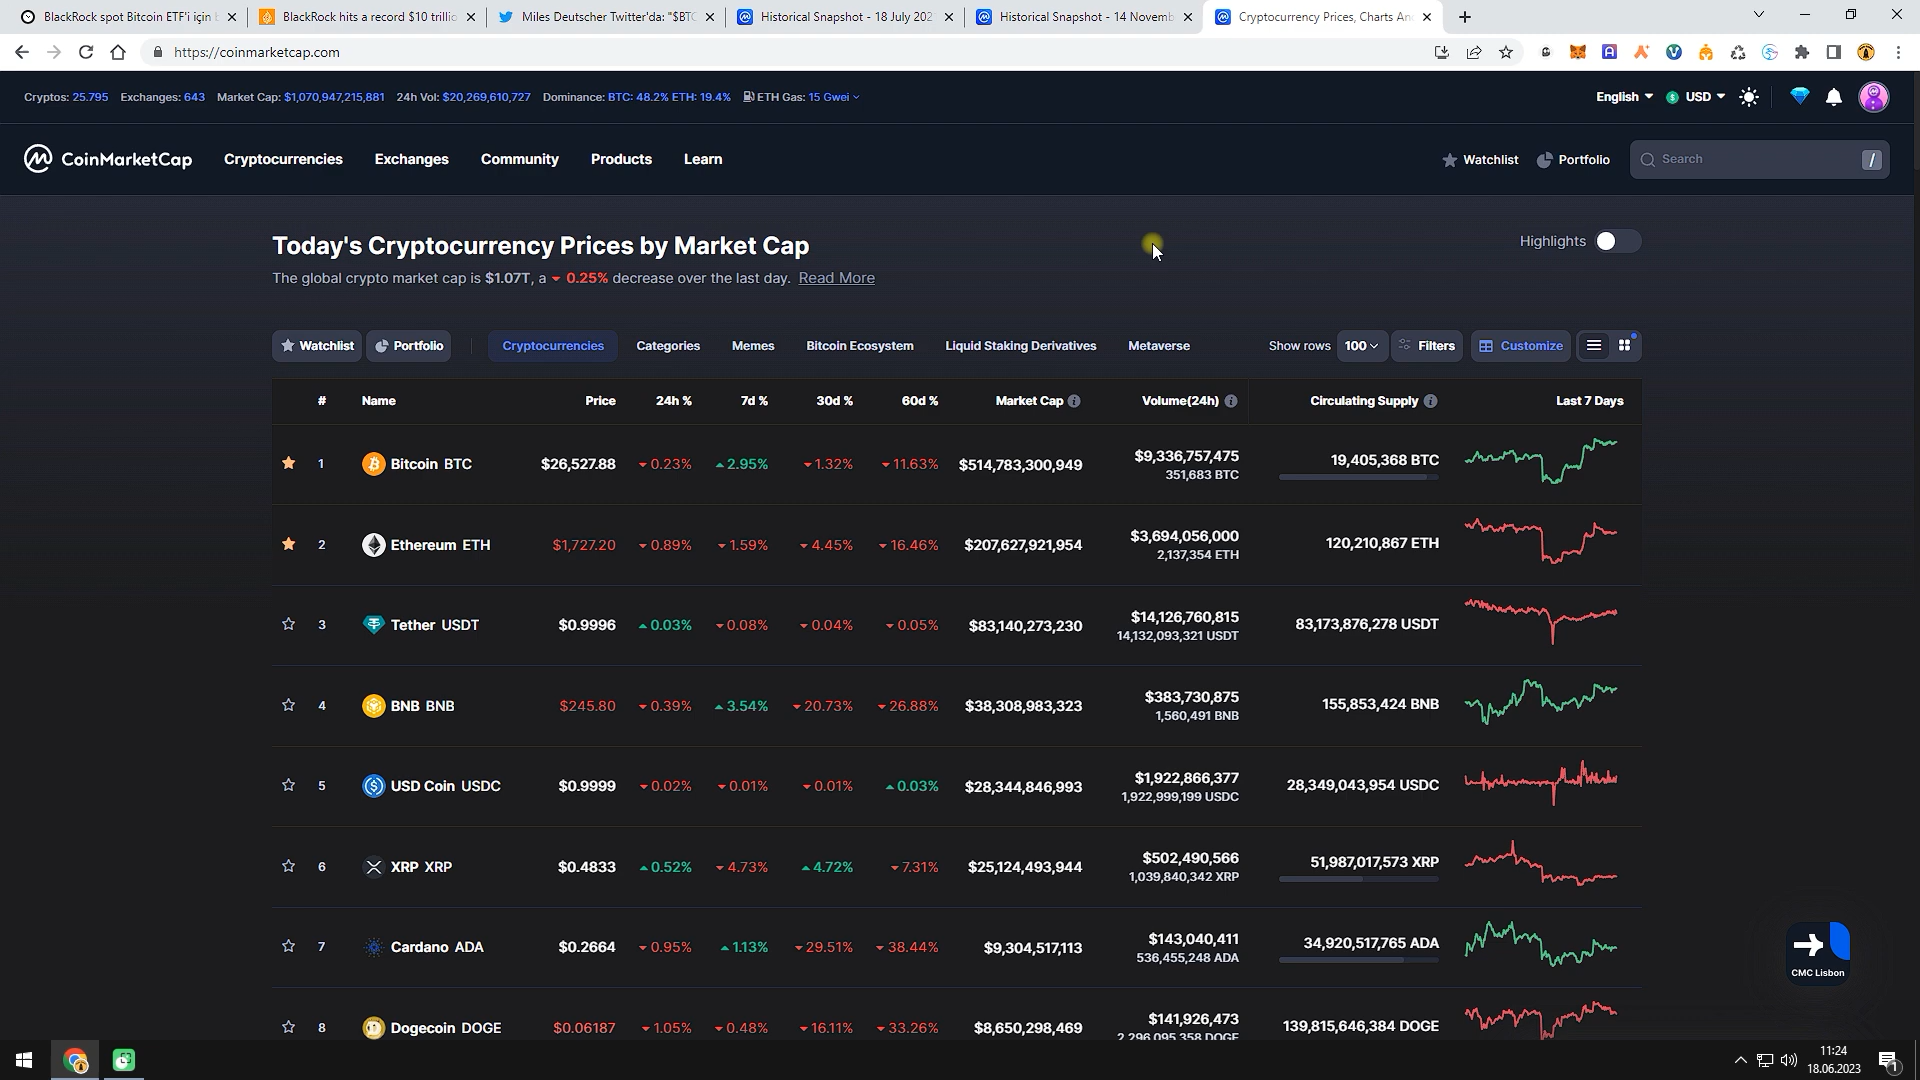 BlackRock spot Bitcoin ETF'i için b
BlackRock hits a record $10 trillio
Miles Deutscher Twitter'da: "$BTC
Historical Snapshot - 18 July 202
Historical Snapshot - 14 Novemb
Cryptocurrency Prices, Charts An
https://coinmarketcap.com
Cryptos: 25.795 Exchanges: 643 Market Cap: $1,070,947,215,881 24h Vol: $20,269,610,727 Dominance: BTC: 48.2% ETH: 19.4% ETH Gas: 15 Gwei
English USD
CoinMarketCap Cryptocurrencies Exchanges Community Products Learn
Watchlist Portfolio Search /
Today's Cryptocurrency Prices by Market Cap
Highlights
The global crypto market cap is $1.07T, a 0.25% decrease over the last day. Read More
Watchlist Portfolio Cryptocurrencies Categories Memes Bitcoin Ecosystem Liquid Staking Derivatives Metaverse Show rows 100 Filters Customize
# Name Price 24h % 7d % 30d % 60d % Market Cap Volume(24h) Circulating Supply Last 7 Days
1 Bitcoin BTC $26,527.88 0.23% 2.95% 1.32% 11.63% $514,783,300,949 $9,336,757,475 19,405,368 BTC
351,683 BTC
2 Ethereum ETH $1,727.20 0.89% 1.59% 4.45% 16.46% $207,627,921,954 $3,694,056,000 120,210,867 ETH
2,137,354 ETH
3 Tether USDT $0.9996 0.03% 0.08% 0.04% 0.05% $83,140,273,230 $14,126,760,815 83,173,876,278 USDT
14,132,093,321 USDT
4 BNB BNB $245.80 0.39% 3.54% 20.73% 26.88% $38,308,983,323 $383,730,875 155,853,424 BNB
1,560,491 BNB
5 USD Coin USDC $0.9999 0.02% 0.01% 0.01% 0.03% $28,344,846,993 $1,922,866,377 28,349,043,954 USDC
1,922,999,199 USDC
6 XRP XRP $0.4833 0.52% 4.73% 4.72% 7.31% $25,124,493,944 $502,490,566 51,987,017,573 XRP
1,039,840,342 XRP
7 Cardano ADA $0.2664 0.95% 1.13% 29.51% 38.44% $9,304,517,113 $143,040,411 34,920,517,765 ADA
536,455,248 ADA
CMC Lisbon
8 Dogecoin DOGE $0.06187 1.05% 0.48% 16.11% 33.26% $8,650,298,469 $141,926,473 139,815,646,384 DOGE
2,296,095,358 DOGE
11:24
18.06.2023
1